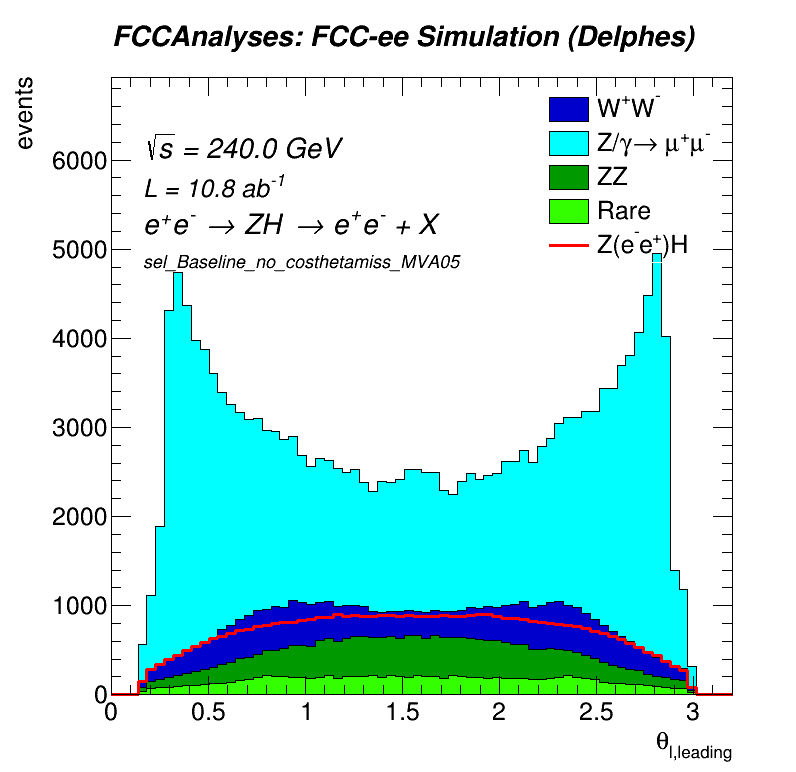 FCCAnalyses: FCC-ee Simulation (Delphes)
events
√s = 240.0 GeV
L = 10.8 ab⁻¹
e⁺e⁻ → ZH → e⁺e⁻ + X
sel_Baseline_no_costhetamiss_MVA05
W⁺W⁻
Z/γ→ μ⁺μ⁻
ZZ
Rare
Z(e⁻e⁺)H
6000
5000
4000
3000
2000
1000
0
0 0.5 1 1.5 2 2.5 3
θl,leading